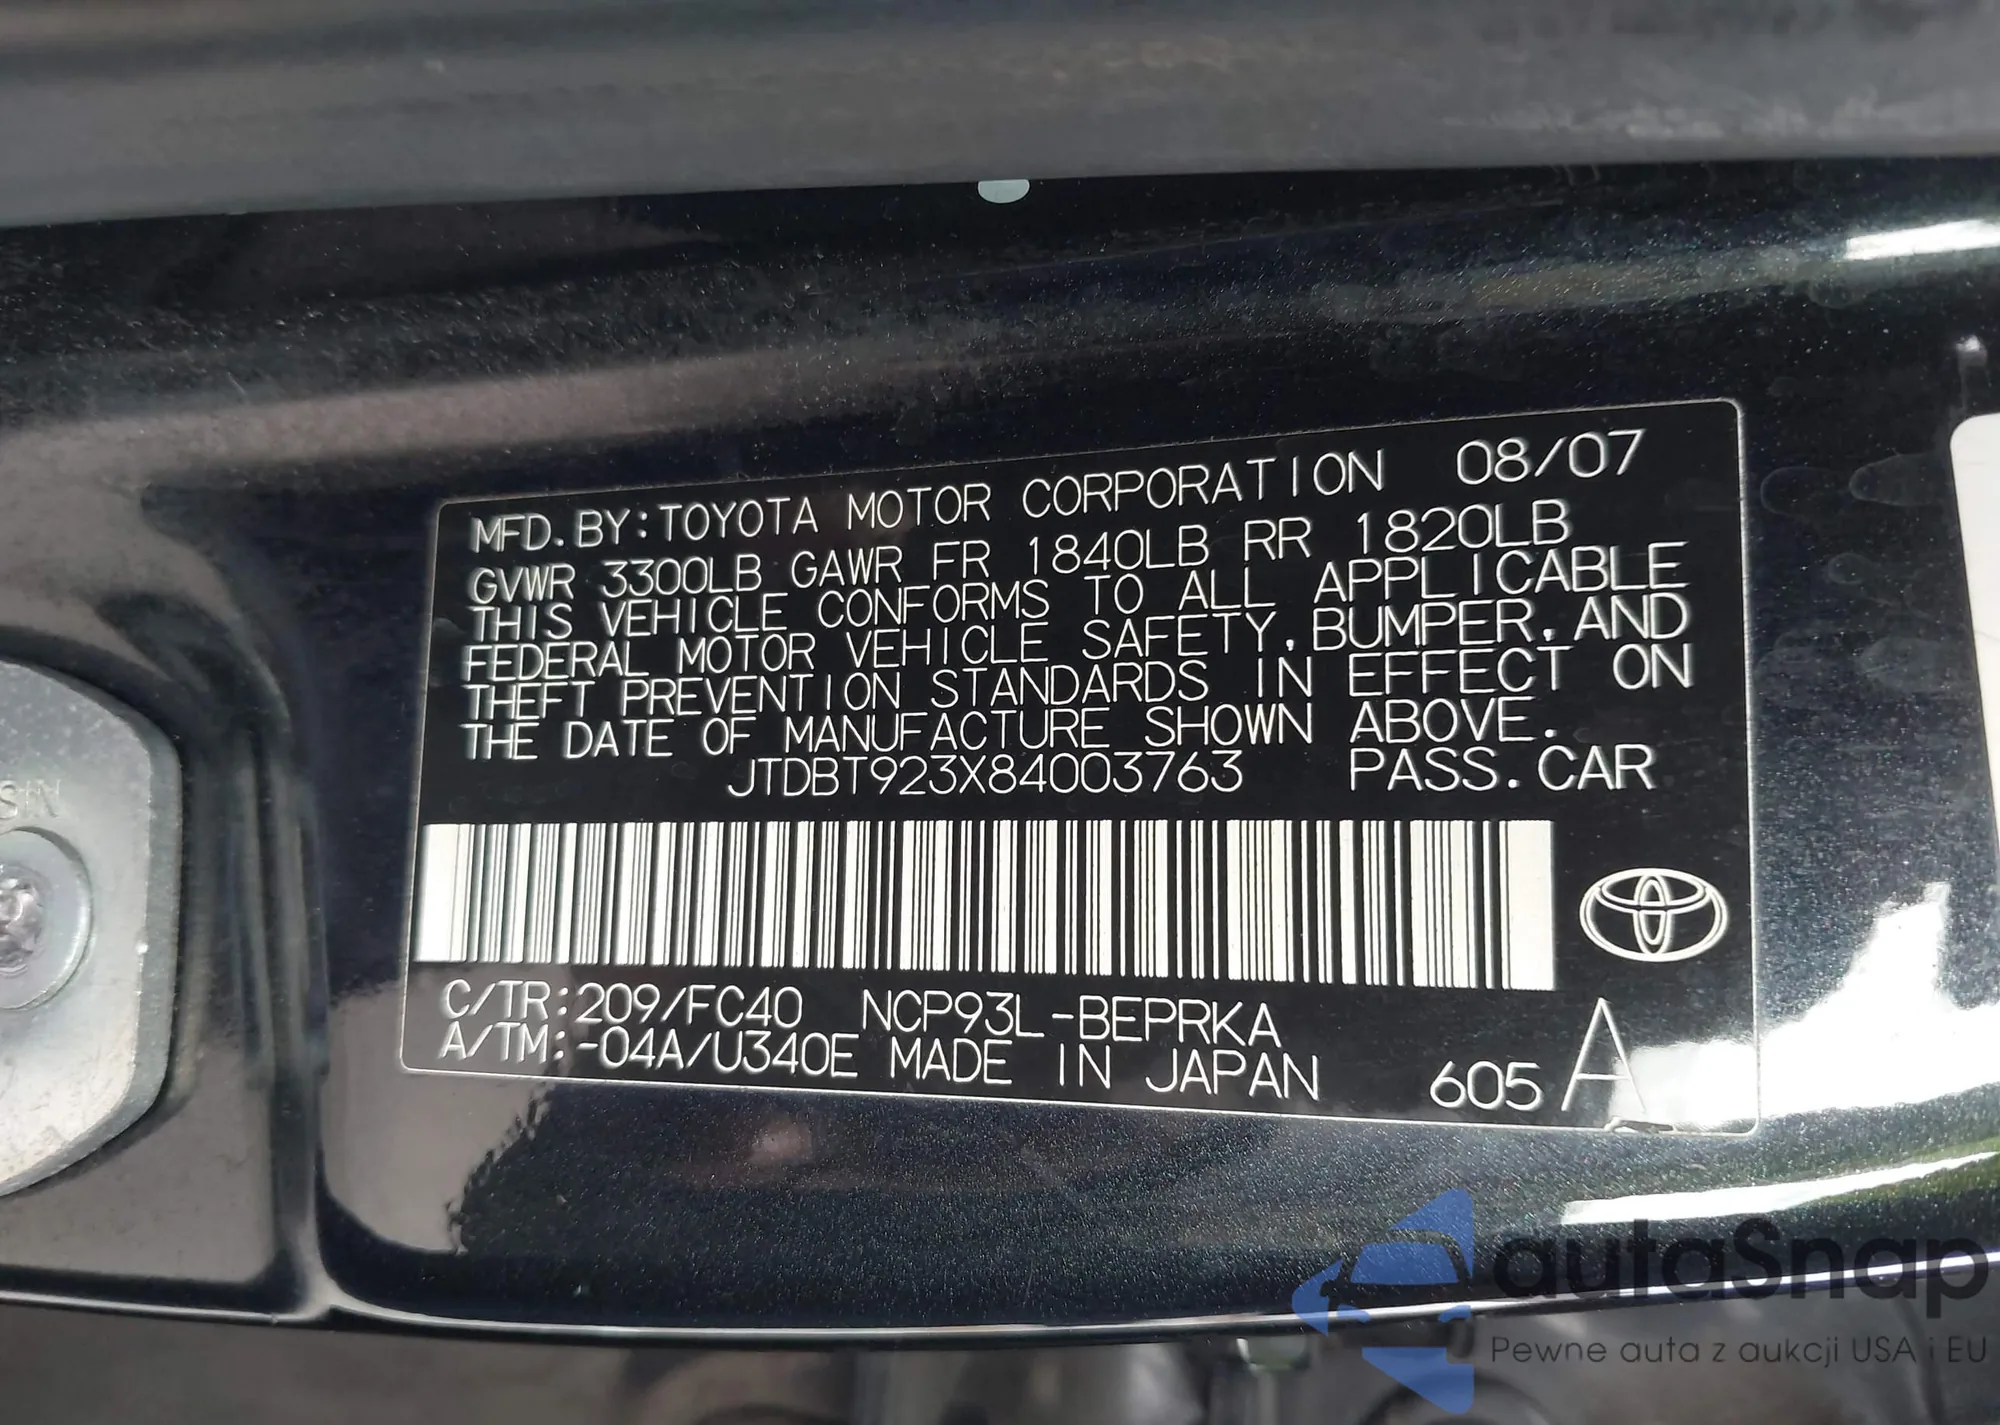 MFD. BY: TOYOTA MOTOR CORPORATION 08/07
GVWR 3300LB GAWR FR 1840LB RR 1820LB
THIS VEHICLE CONFORMS TO ALL APPLICABLE
FEDERAL MOTOR VEHICLE SAFETY, BUMPER, AND
THEFT PREVENTION STANDARDS IN EFFECT ON
THE DATE OF MANUFACTURE SHOWN ABOVE.
JTDBT923X84003763 PASS. CAR
C/TR: 209/FC40 NCP93L-BEPRKA
A/TM: -04A/U340E MADE IN JAPAN 605 A
autaSnap
Pewne auta z aukcji USA i EU